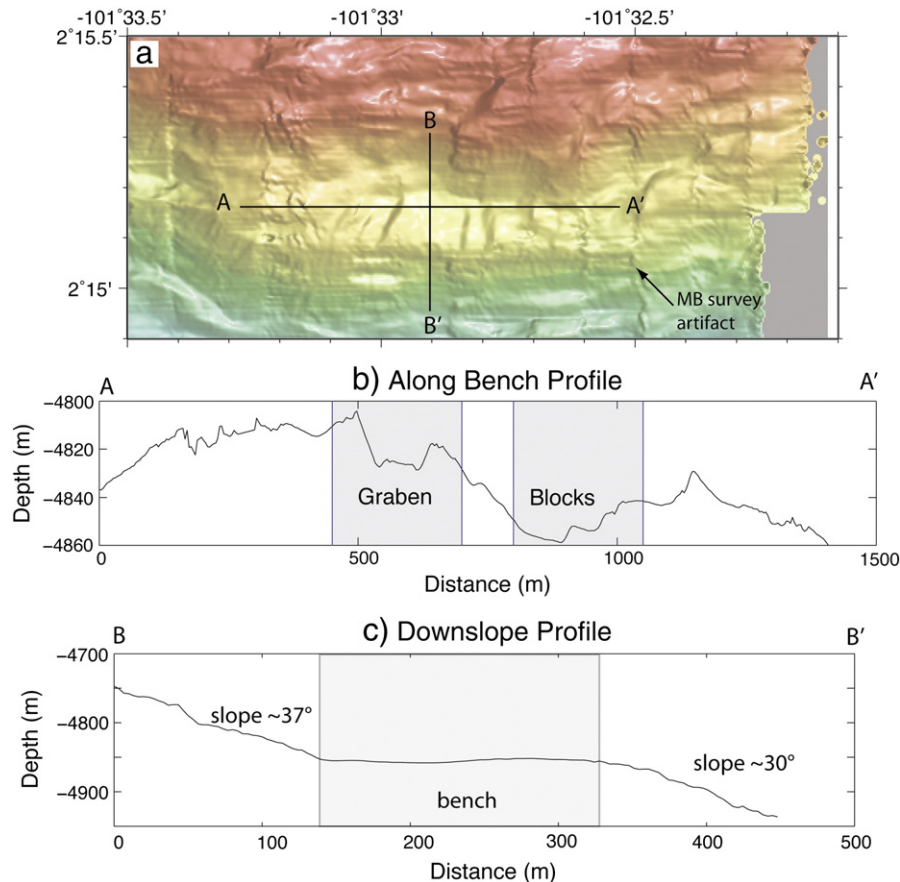 -101˚33.5' -101˚33' -101˚32.5'
2˚15.5'
a
B
A A'
2˚15'
B'
MB survey
artifact
b) Along Bench Profile
A A'
−4800
−4820
−4840
−4860
Depth (m)
Graben Blocks
0 500 1000 1500
Distance (m)
c) Downslope Profile
B B'
−4700
−4800
−4900
Depth (m)
slope ~37°
slope ~30°
bench
0 100 200 300 400 500
Distance (m)